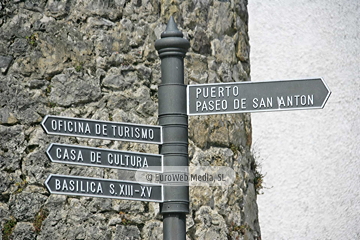 PUERTO
PASEO DE SAN ANTON
OFICINA DE TURISMO
CASA DE CULTURA
BASILICA S.XIII-XV
© EuroWeb Media, SL